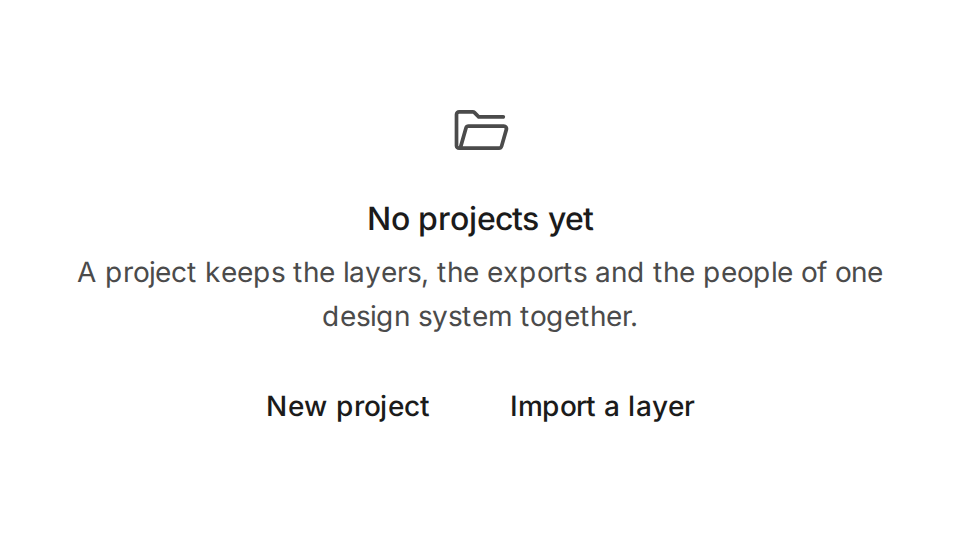 No projects yet
A project keeps the layers, the exports and the people of one
design system together.
New project
Import a layer